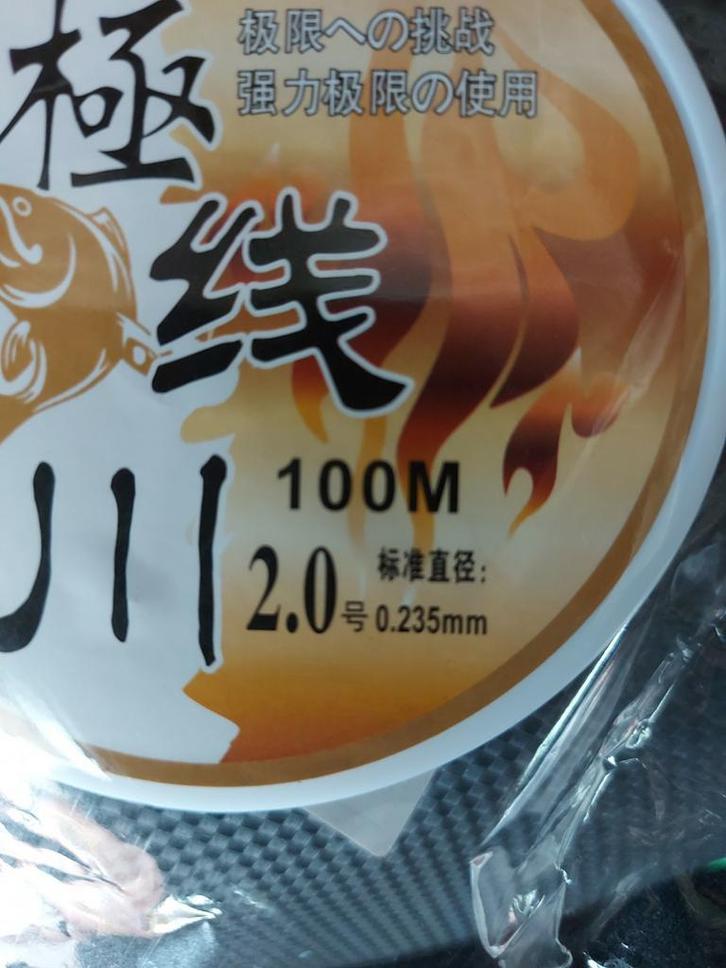 极限への挑战
强力极限の使用
極
线
川
100M
2.0号
标准直径:
0.235mm